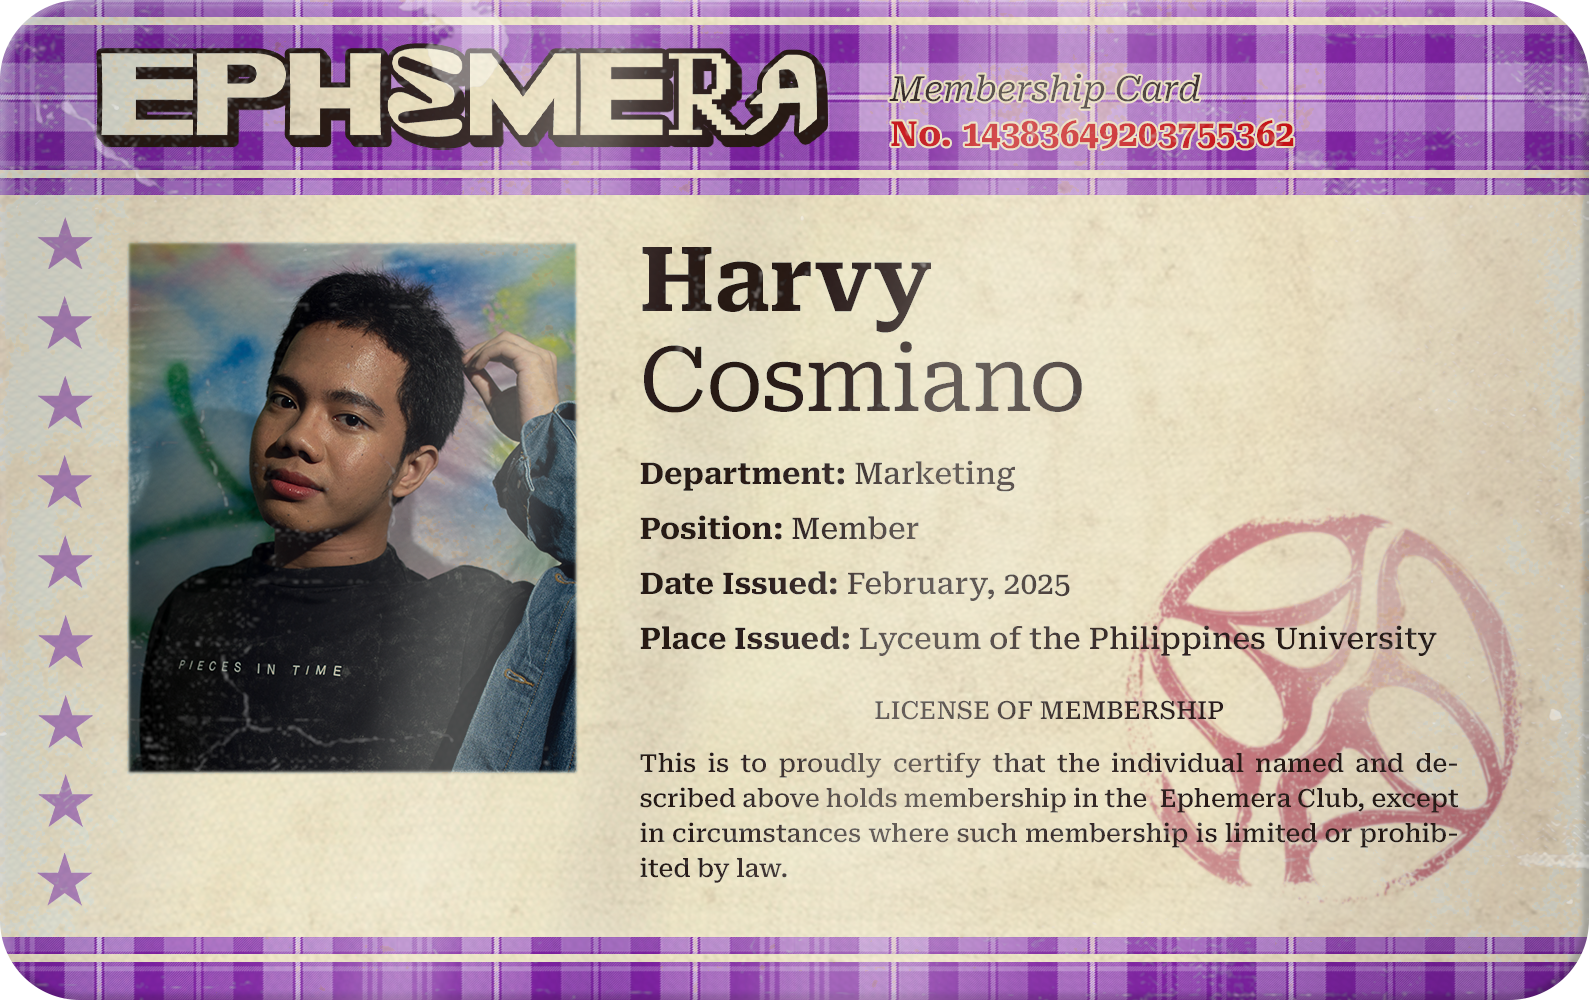 EPHEMERA
Membership Card
No. 14383649203755362
Harvy
Cosmiano
Department: Marketing
Position: Member
Date Issued: February, 2025
Place Issued: Lyceum of the Philippines University
PIECES IN TIME
LICENSE OF MEMBERSHIP
This is to proudly certify that the individual named and de-
scribed above holds membership in the Ephemera Club, except
in circumstances where such membership is limited or prohib-
ited by law.